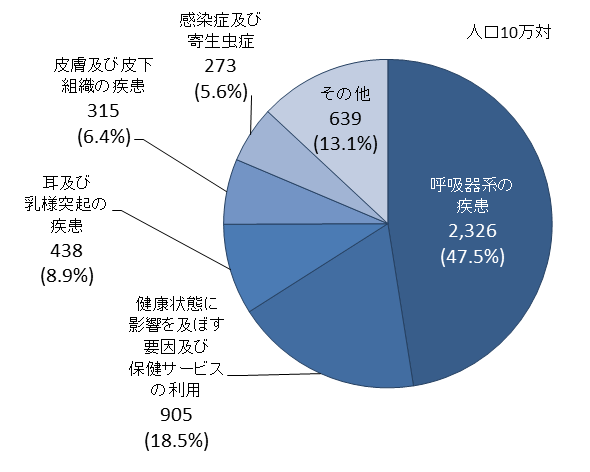 人口10万対
呼吸器系の
疾患
2,326
(47.5%)
健康状態に
影響を及ぼす
要因及び
保健サービス
の利用
905
(18.5%)
耳及び
乳様突起の
疾患
438
(8.9%)
皮膚及び皮下
組織の疾患
315
(6.4%)
感染症及び
寄生虫症
273
(5.6%)
その他
639
(13.1%)